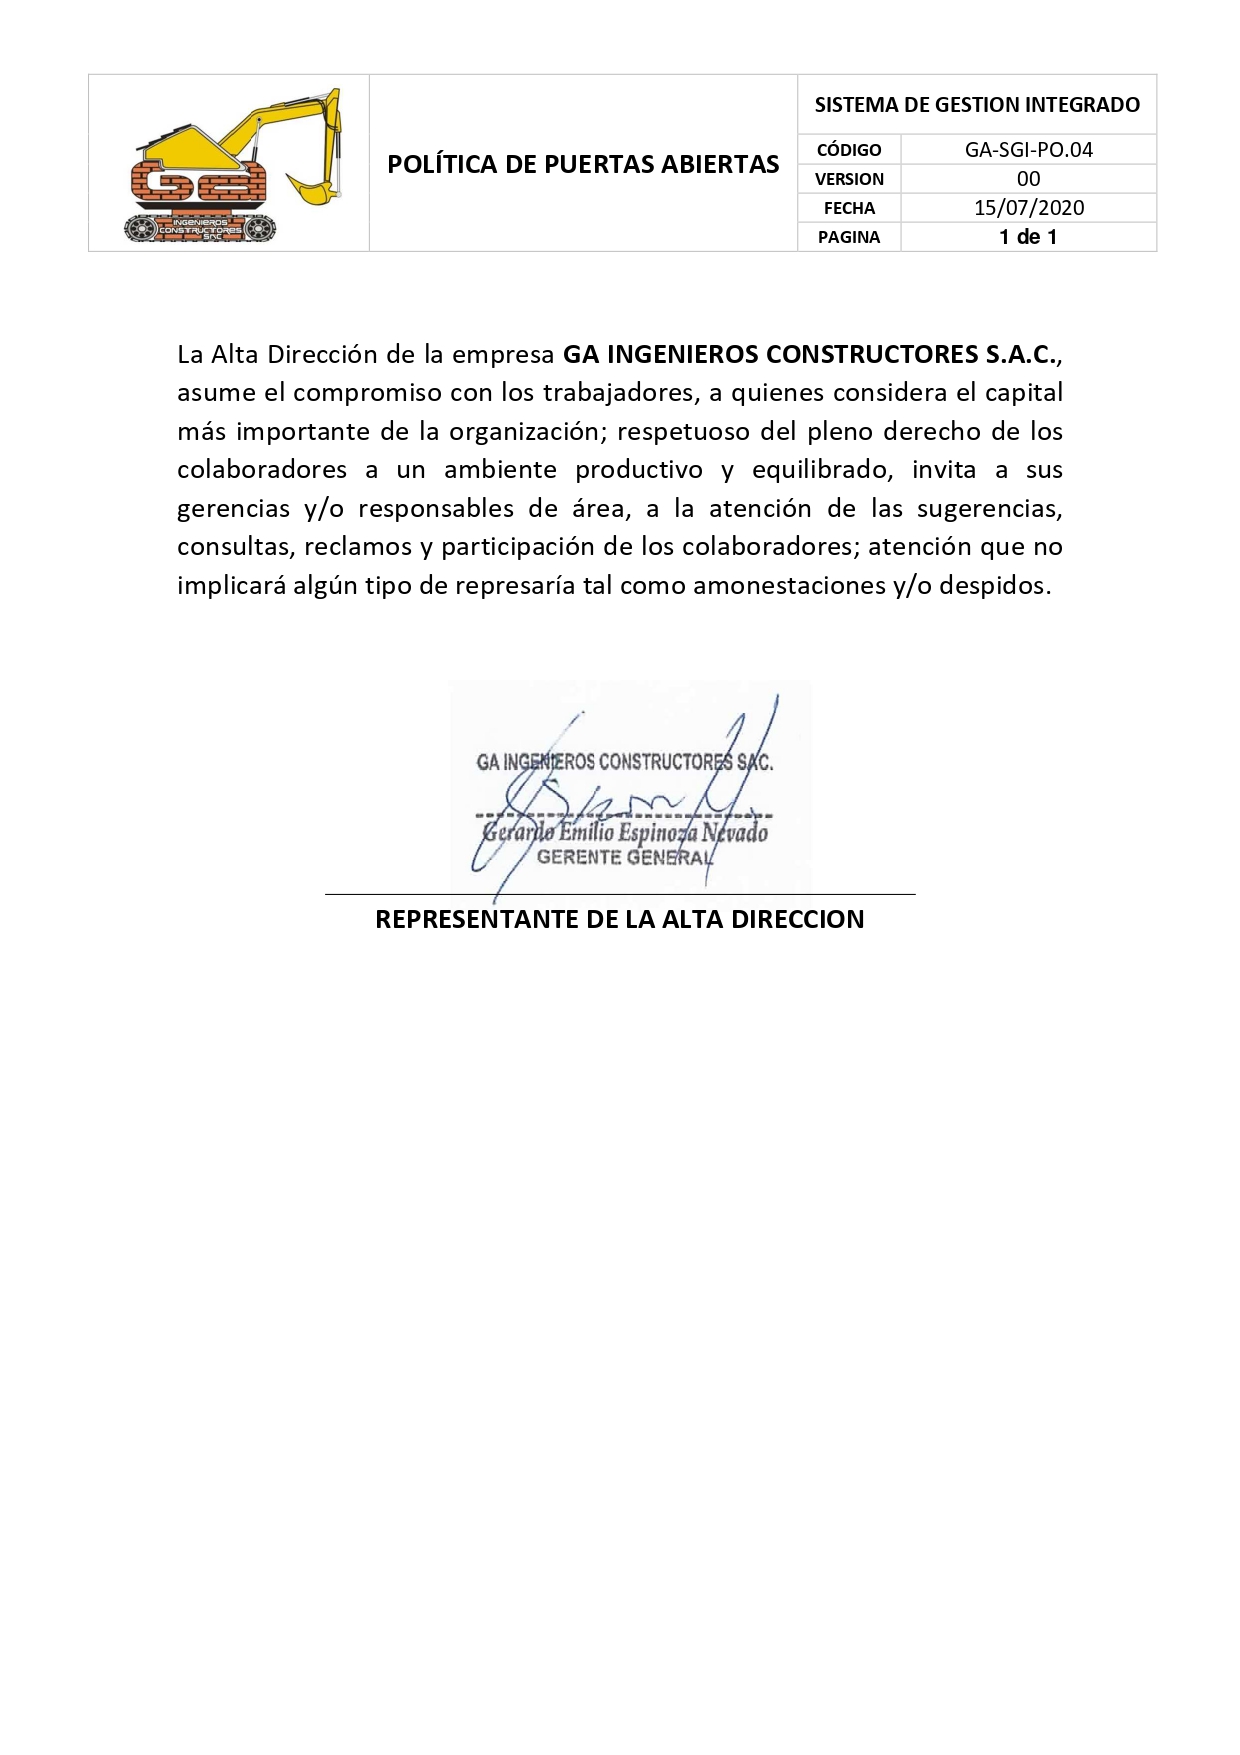 GA
INGENIEROS
CONSTRUCTORES
SAC
POLÍTICA DE PUERTAS ABIERTAS
SISTEMA DE GESTION INTEGRADO
CÓDIGO GA-SGI-PO.04
VERSION 00
FECHA 15/07/2020
PAGINA 1 de 1
La Alta Dirección de la empresa GA INGENIEROS CONSTRUCTORES S.A.C.,
asume el compromiso con los trabajadores, a quienes considera el capital
más importante de la organización; respetuoso del pleno derecho de los
colaboradores a un ambiente productivo y equilibrado, invita a sus
gerencias y/o responsables de área, a la atención de las sugerencias,
consultas, reclamos y participación de los colaboradores; atención que no
implicará algún tipo de represaría tal como amonestaciones y/o despidos.
GA INGENIEROS CONSTRUCTORES SAC.
Gerardo Emilio Espinoza Nevado
GERENTE GENERAL
REPRESENTANTE DE LA ALTA DIRECCION